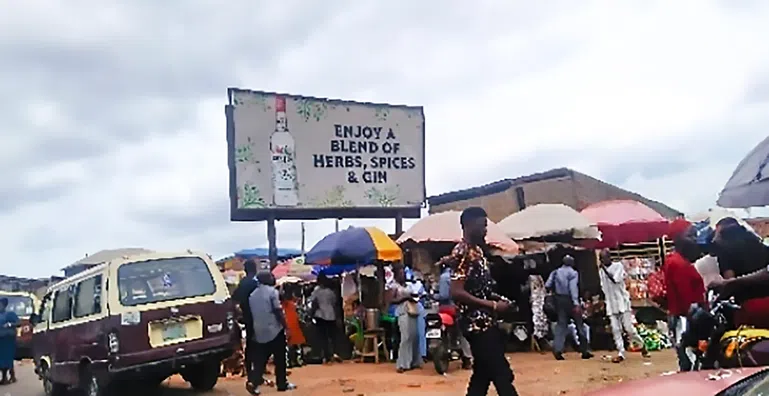 ENJOY A
BLEND OF
HERBS, SPICES
& GIN